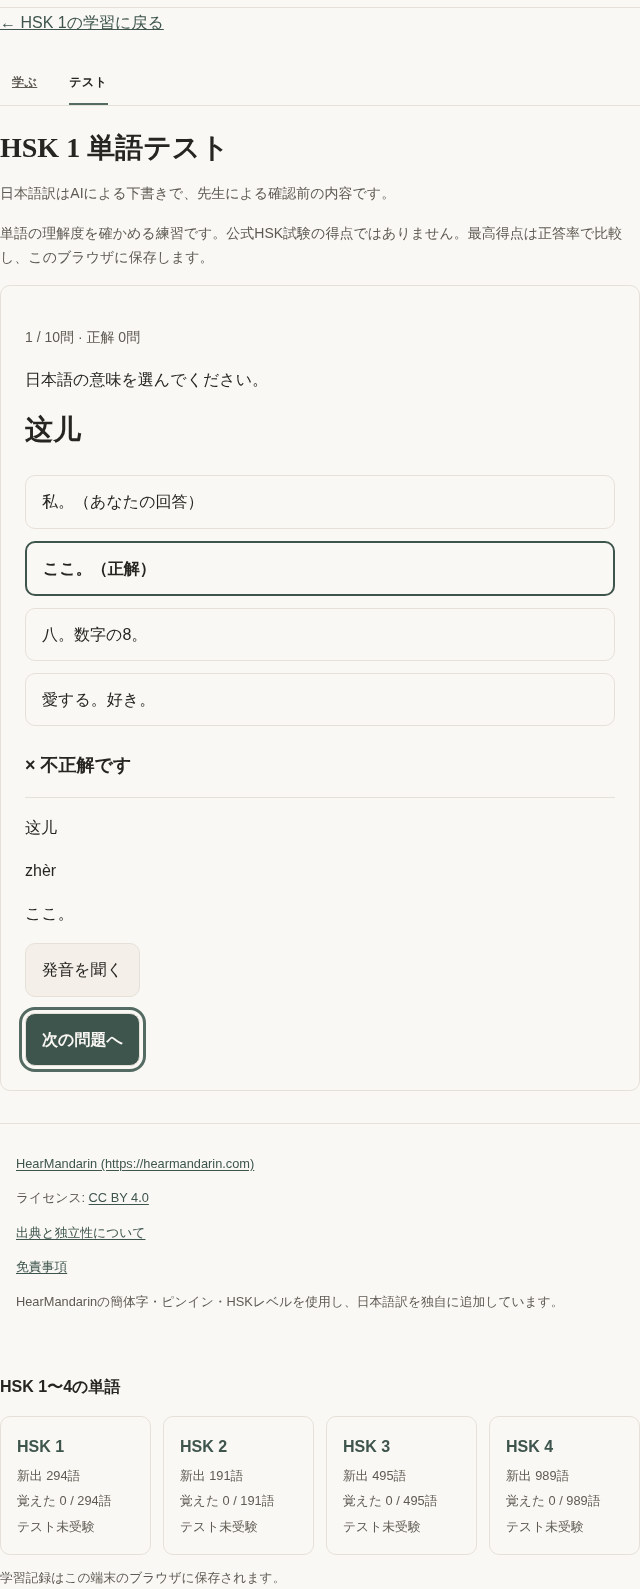 ← HSK 1の学習に戻る
学ぶ
テスト
HSK 1 単語テスト
日本語訳はAIによる下書きで、先生による確認前の内容です。
単語の理解度を確かめる練習です。公式HSK試験の得点ではありません。最高得点は正答率で比較
し、このブラウザに保存します。
1 / 10問 · 正解 0問
日本語の意味を選んでください。
这儿
私。（あなたの回答）
ここ。（正解）
八。数字の8。
愛する。好き。
× 不正解です
这儿
zhèr
ここ。
発音を聞く
次の問題へ
HearMandarin (https://hearmandarin.com)
ライセンス: CC BY 4.0
出典と独立性について
免責事項
HearMandarinの簡体字・ピンイン・HSKレベルを使用し、日本語訳を独自に追加しています。
HSK 1〜4の単語
HSK 1
新出 294語
覚えた 0 / 294語
テスト未受験
HSK 2
新出 191語
覚えた 0 / 191語
テスト未受験
HSK 3
新出 495語
覚えた 0 / 495語
テスト未受験
HSK 4
新出 989語
覚えた 0 / 989語
テスト未受験
学習記録はこの端末のブラウザに保存されます。